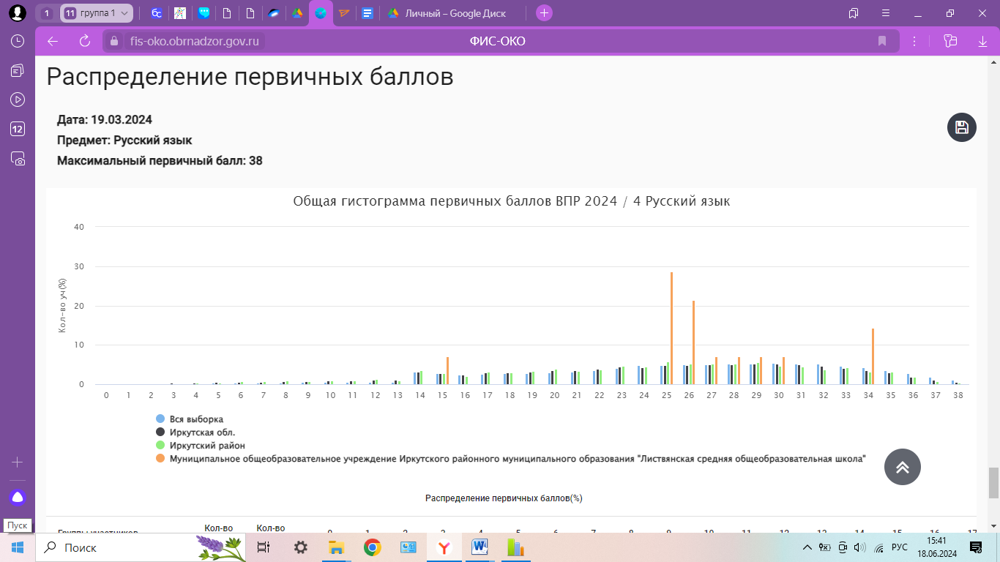 1 11 группа 1 Личный – Google Диск
fis-oko.obrnadzor.gov.ru ФИС-ОКО
12
Распределение первичных баллов
Дата: 19.03.2024
Предмет: Русский язык
Максимальный первичный балл: 38
Общая гистограмма первичных баллов ВПР 2024 / 4 Русский язык
40
30
20
10
0
Кол-во уч(%)
0 1 2 3 4 5 6 7 8 9 10 11 12 13 14 15 16 17 18 19 20 21 22 23 24 25 26 27 28 29 30 31 32 33 34 35 36 37 38
Вся выборка
Иркутская обл.
Иркутский район
Муниципальное общеобразовательное учреждение Иркутского районного муниципального образования "Листвянская средняя общеобразовательная школа"
Распределение первичных баллов(%)
Группы участников Кол-во Кол-во 0 1 2 3 4 5 6 7 8 9 10 11 12 13 14 15 16 17
Пуск
Поиск
РУС
15:41
18.06.2024